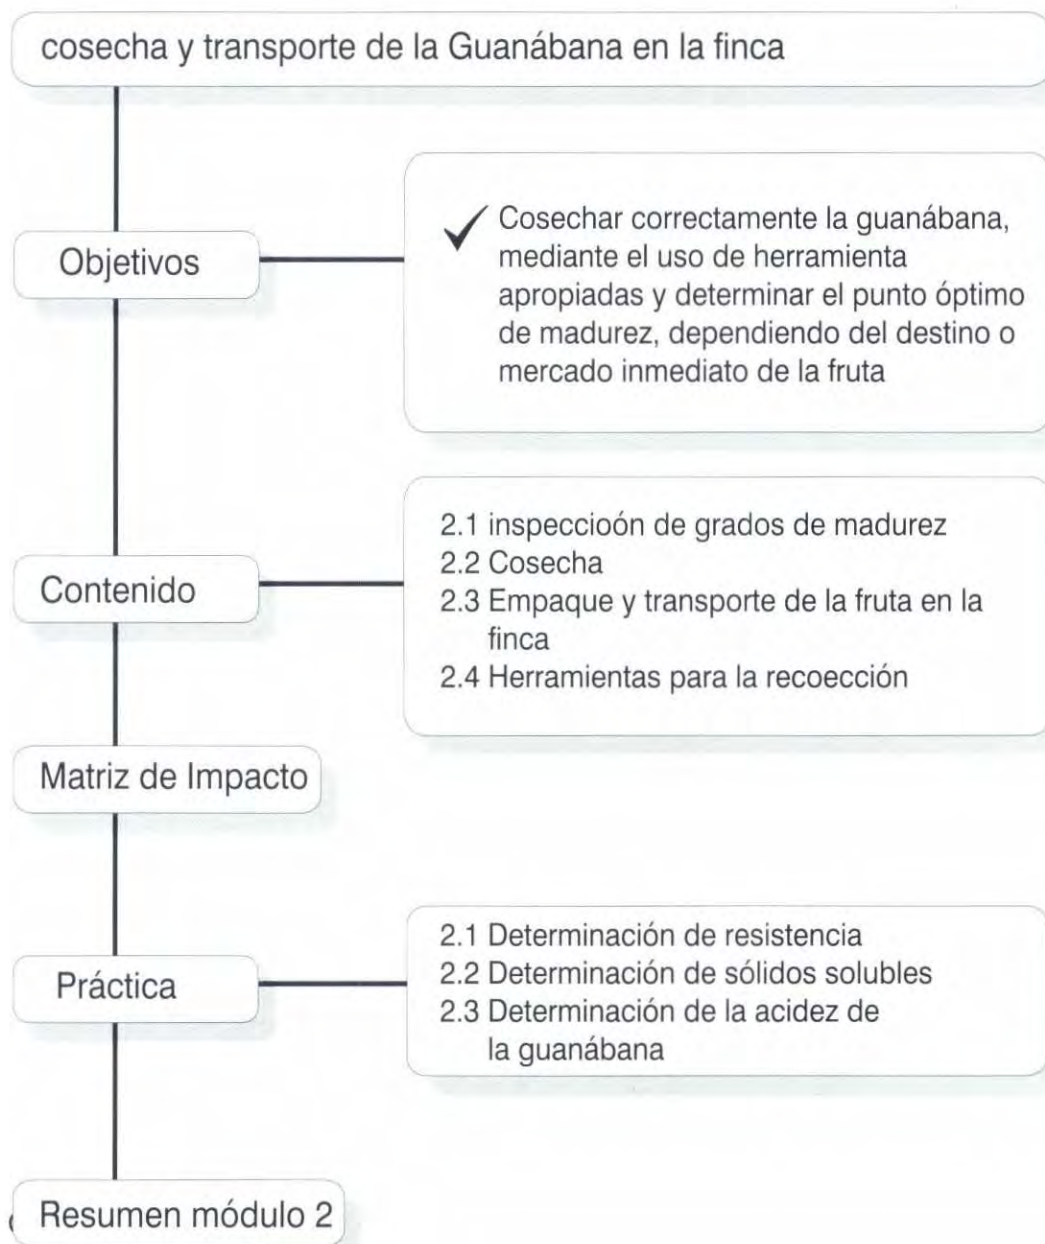 cosecha y transporte de la Guanábana en la finca
Objetivos
✓ Cosechar correctamente la guanábana,
mediante el uso de herramienta
apropiadas y determinar el punto óptimo
de madurez, dependiendo del destino o
mercado inmediato de la fruta
Contenido
2.1 inspeccioón de grados de madurez
2.2 Cosecha
2.3 Empaque y transporte de la fruta en la
finca
2.4 Herramientas para la recoección
Matriz de Impacto
Práctica
2.1 Determinación de resistencia
2.2 Determinación de sólidos solubles
2.3 Determinación de la acidez de
la guanábana
Resumen módulo 2